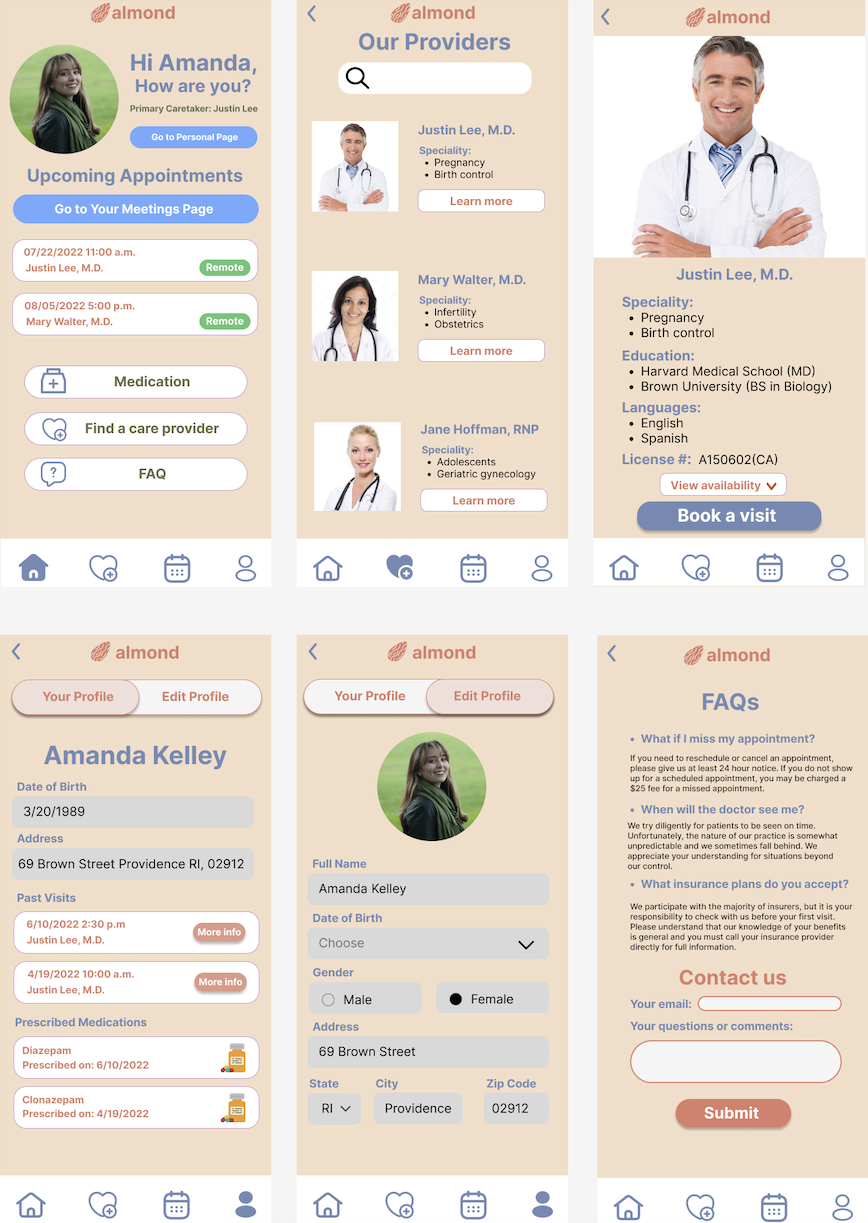 almond
Hi Amanda,
How are you?
Primary Caretaker: Justin Lee
Go to Personal Page
Upcoming Appointments
Go to Your Meetings Page
07/22/2022 11:00 a.m.
Justin Lee, M.D.
Remote
08/05/2022 5:00 p.m.
Mary Walter, M.D.
Remote
Medication
Find a care provider
? FAQ
almond
Our Providers
Justin Lee, M.D.
Speciality:
• Pregnancy
• Birth control
Learn more
Mary Walter, M.D.
Speciality:
• Infertility
• Obstetrics
Learn more
Jane Hoffman, RNP
Speciality:
• Adolescents
• Geriatric gynecology
Learn more
almond
Justin Lee, M.D.
Speciality:
• Pregnancy
• Birth control
Education:
• Harvard Medical School (MD)
• Brown University (BS in Biology)
Languages:
• English
• Spanish
License #: A150602(CA)
View availability
Book a visit
almond
Your Profile Edit Profile
Amanda Kelley
Date of Birth
3/20/1989
Address
69 Brown Street Providence RI, 02912
Past Visits
6/10/2022 2:30 p.m
Justin Lee, M.D.
More info
4/19/2022 10:00 a.m.
Justin Lee, M.D.
More info
Prescribed Medications
Diazepam
Prescribed on: 6/10/2022
Clonazepam
Prescribed on: 4/19/2022
almond
Your Profile Edit Profile
Full Name
Amanda Kelley
Date of Birth
Choose
Gender
Male Female
Address
69 Brown Street
State City Zip Code
RI Providence 02912
almond
FAQs
• What if I miss my appointment?
If you need to reschedule or cancel an appointment,
please give us at least 24 hour notice. If you do not show
up for a scheduled appointment, you may be charged a
$25 fee for a missed appointment.
• When will the doctor see me?
We try diligently for patients to be seen on time.
Unfortunately, the nature of our practice is somewhat
unpredictable and we sometimes fall behind. We
appreciate your understanding for situations beyond
our control.
• What insurance plans do you accept?
We participate with the majority of insurers, but it is your
responsibility to check with us before your first visit.
Please understand that our knowledge of your benefits
is general and you must call your insurance provider
directly for full information.
Contact us
Your email:
Your questions or comments:
Submit